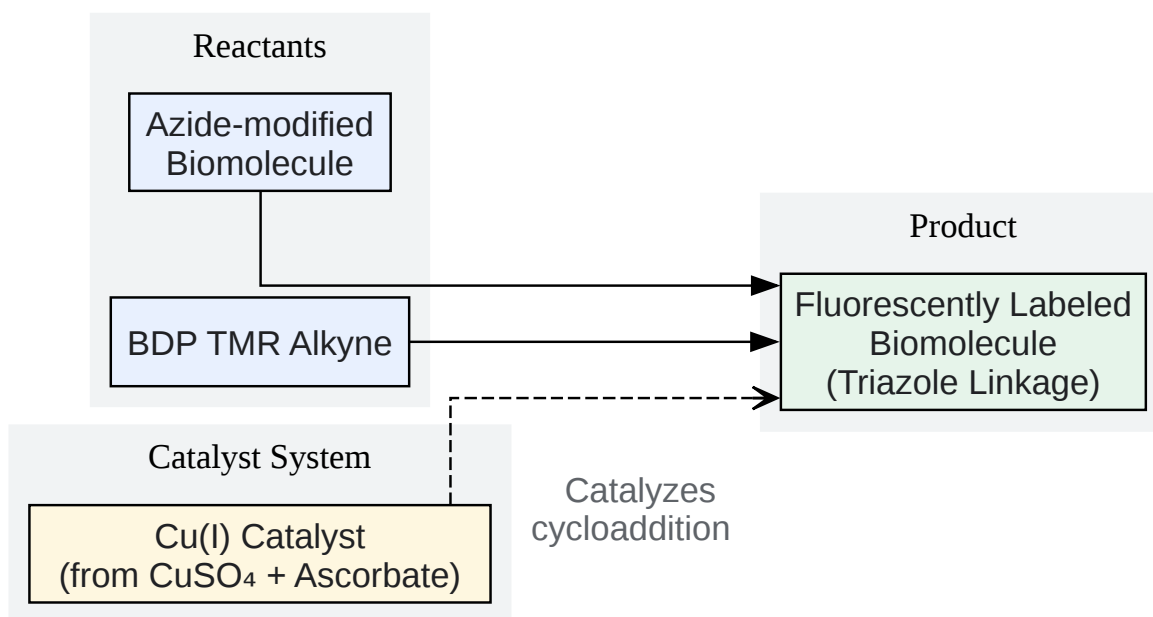 Reactants
Azide-modified
Biomolecule
BDP TMR Alkyne
Product
Fluorescently Labeled
Biomolecule
(Triazole Linkage)
Catalyst System
Cu(I) Catalyst
(from CuSO₄ + Ascorbate)
Catalyzes
cycloaddition